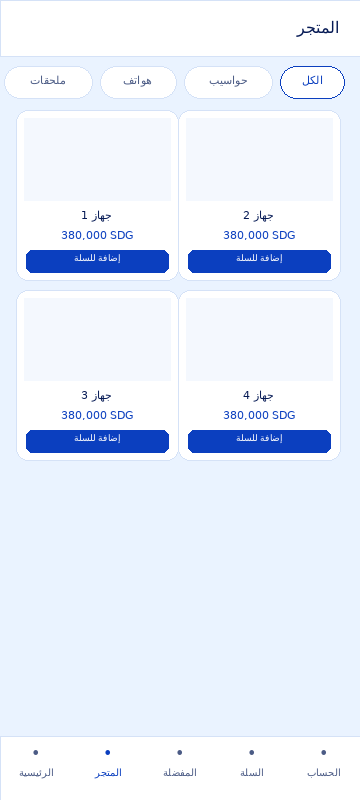 المتجر
الكل
حواسيب
هواتف
ملحقات
جهاز 2
380,000 SDG
إضافة للسلة
جهاز 1
380,000 SDG
إضافة للسلة
جهاز 4
380,000 SDG
إضافة للسلة
جهاز 3
380,000 SDG
إضافة للسلة
الحساب
السلة
المفضلة
المتجر
الرئيسية